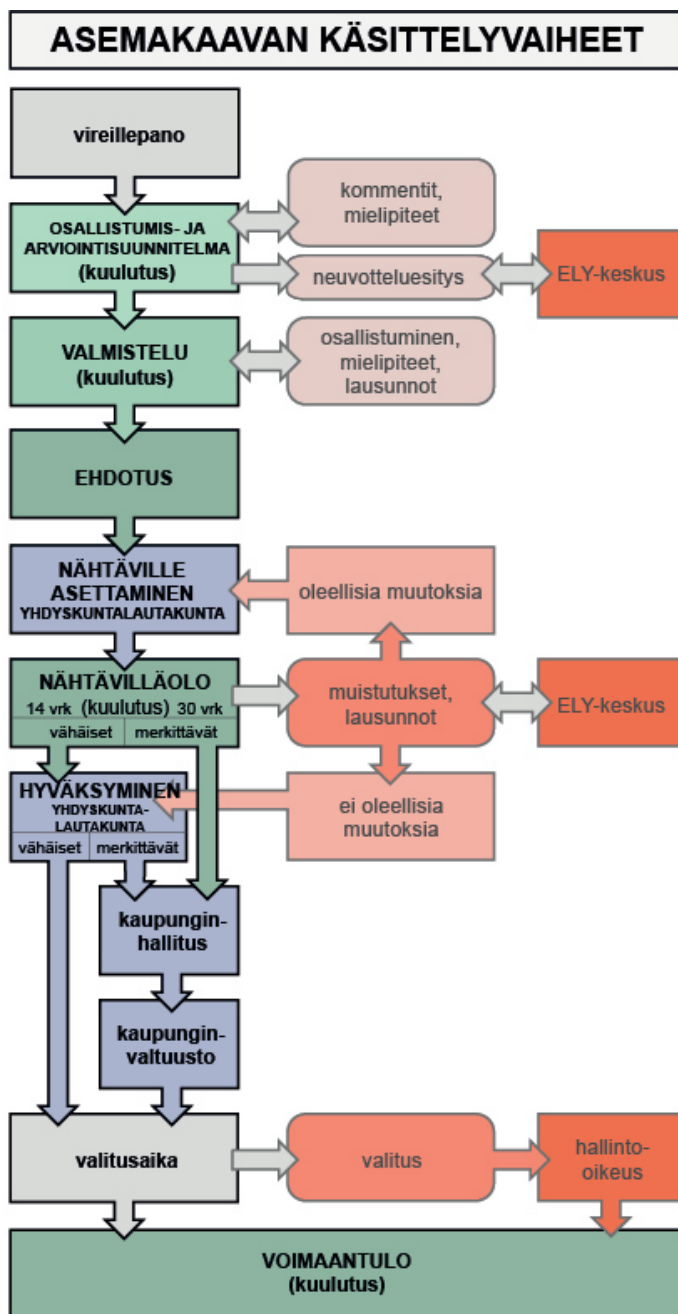 ASEMAKAAVAN KÄSITTELYVAIHEET
vireillepano
OSALLISTUMIS- JA
ARVIOINTISUUNNITELMA
(kuulutus)
kommentit,
mielipiteet
neuvotteluesitys
ELY-keskus
VALMISTELU
(kuulutus)
osallistuminen,
mielipiteet,
lausunnot
EHDOTUS
NÄHTÄVILLE
ASETTAMINEN
YHDYSKUNTALAUTAKUNTA
oleellisia muutoksia
NÄHTÄVILLÄOLO
14 vrk (kuulutus) 30 vrk
vähäiset merkittävät
muistutukset,
lausunnot
ELY-keskus
HYVÄKSYMINEN
YHDYSKUNTA-
LAUTAKUNTA
vähäiset merkittävät
ei oleellisia
muutoksia
kaupungin-
hallitus
kaupungin-
valtuusto
valitusaika
valitus
hallinto-
oikeus
VOIMAANTULO
(kuulutus)